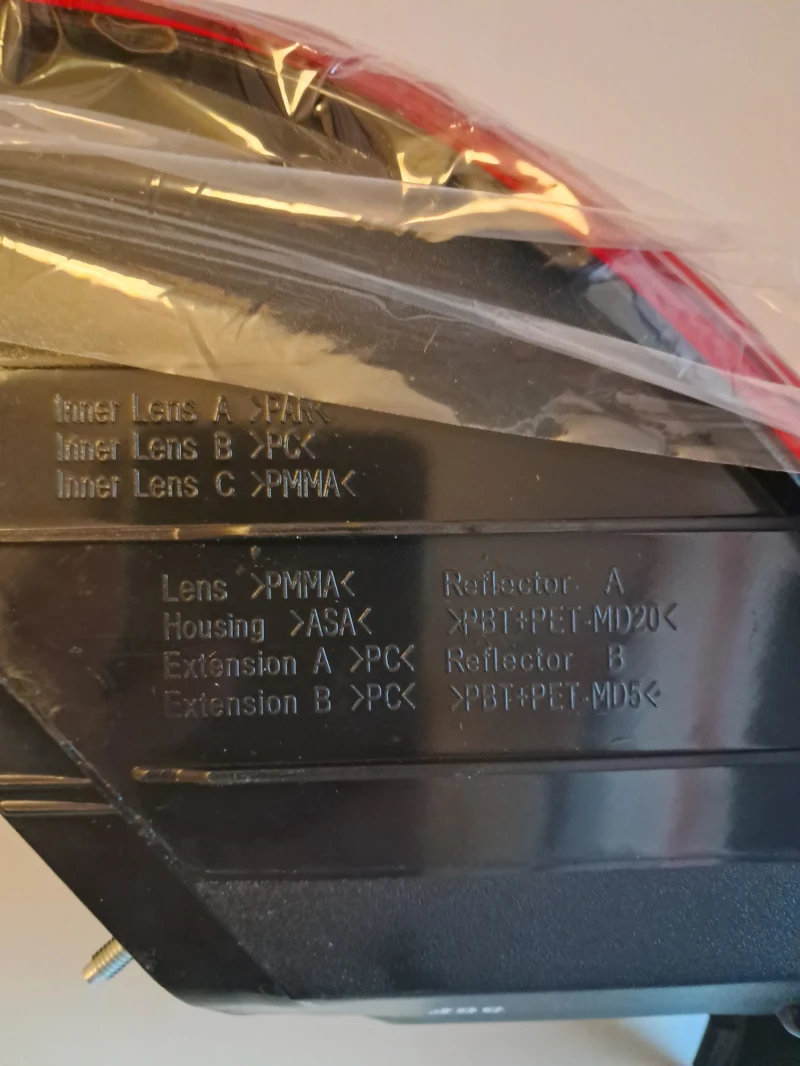 Inner Lens A >PAR<
Inner Lens B >PC<
Inner Lens C >PMMA<
Lens >PMMA<
Housing >ASA<
Extension A >PC<
Extension B >PC<
Reflector A
>PBT+PET-MD20<
Reflector B
>PBT+PET-MD5<